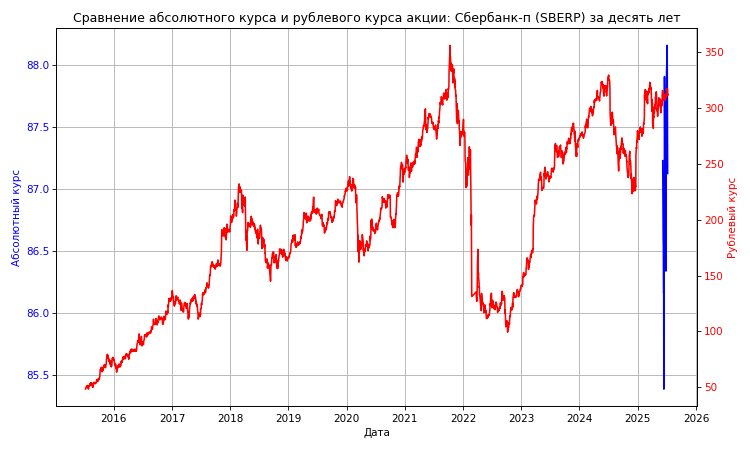 Сравнение абсолютного курса и рублевого курса акции: Сбербанк-п (SBERP) за десять лет
88.0
87.5
87.0
86.5
86.0
85.5
Абсолютный курс
350
300
250
200
150
100
50
Рублевый курс
2016 2017 2018 2019 2020 2021 2022 2023 2024 2025 2026
Дата